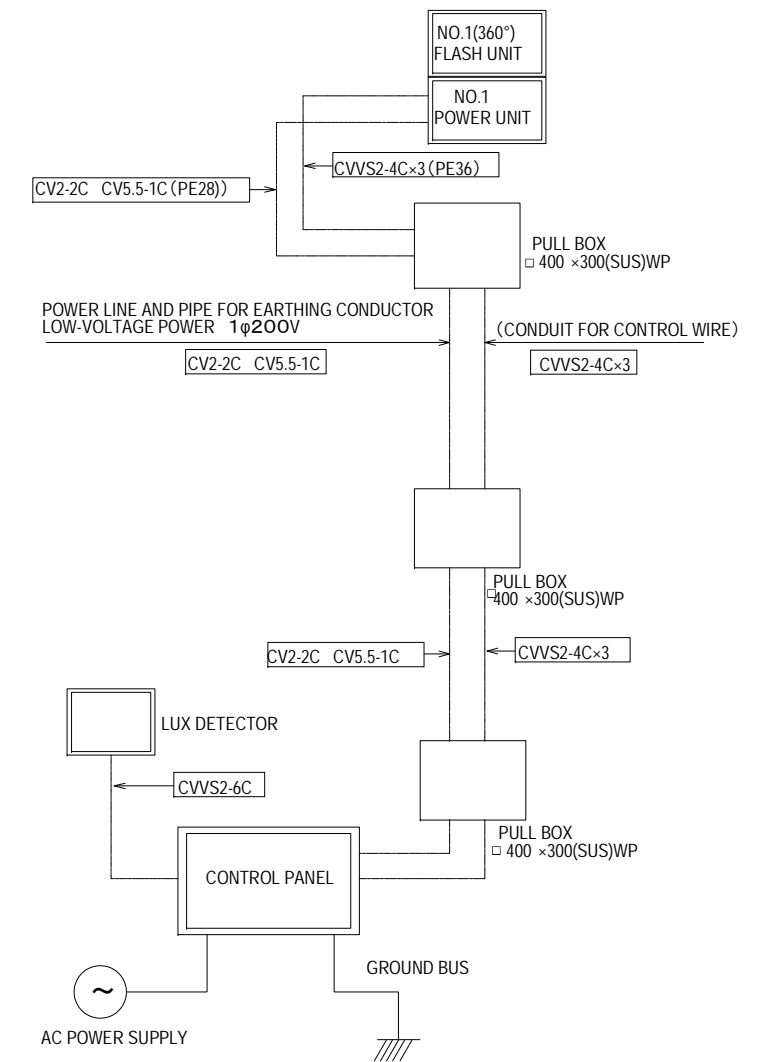 NO.1(360°)
FLASH UNIT
NO.1
POWER UNIT
CVVS2-4C×3(PE36)
CV2-2C CV5.5-1C(PE28))
PULL BOX
□ 400 ×300(SUS)WP
POWER LINE AND PIPE FOR EARTHING CONDUCTOR
LOW-VOLTAGE POWER 1φ200V
(CONDUIT FOR CONTROL WIRE)
CV2-2C CV5.5-1C
CVVS2-4C×3
PULL BOX
□400 ×300(SUS)WP
CV2-2C CV5.5-1C
CVVS2-4C×3
LUX DETECTOR
CVVS2-6C
PULL BOX
□ 400 ×300(SUS)WP
CONTROL PANEL
GROUND BUS
~
AC POWER SUPPLY